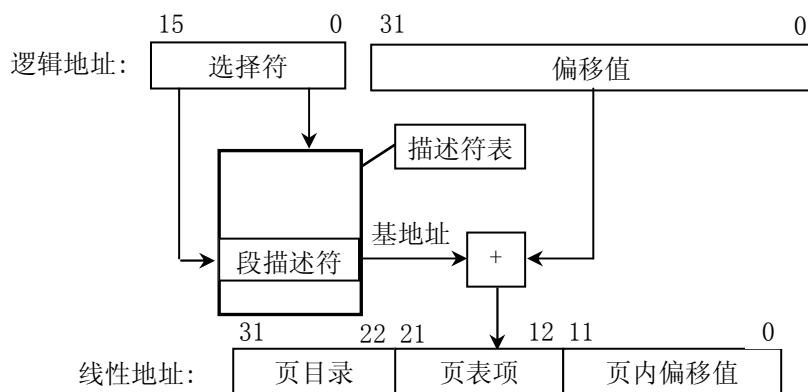 15 0 31 0
逻辑地址: 选择符 偏移值
描述符表
段描述符 基地址 +
31 22 21 12 11 0
线性地址: 页目录 页表项 页内偏移值